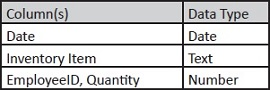 Column(s) Data Type
Date Date
Inventory Item Text
EmployeeID, Quantity Number